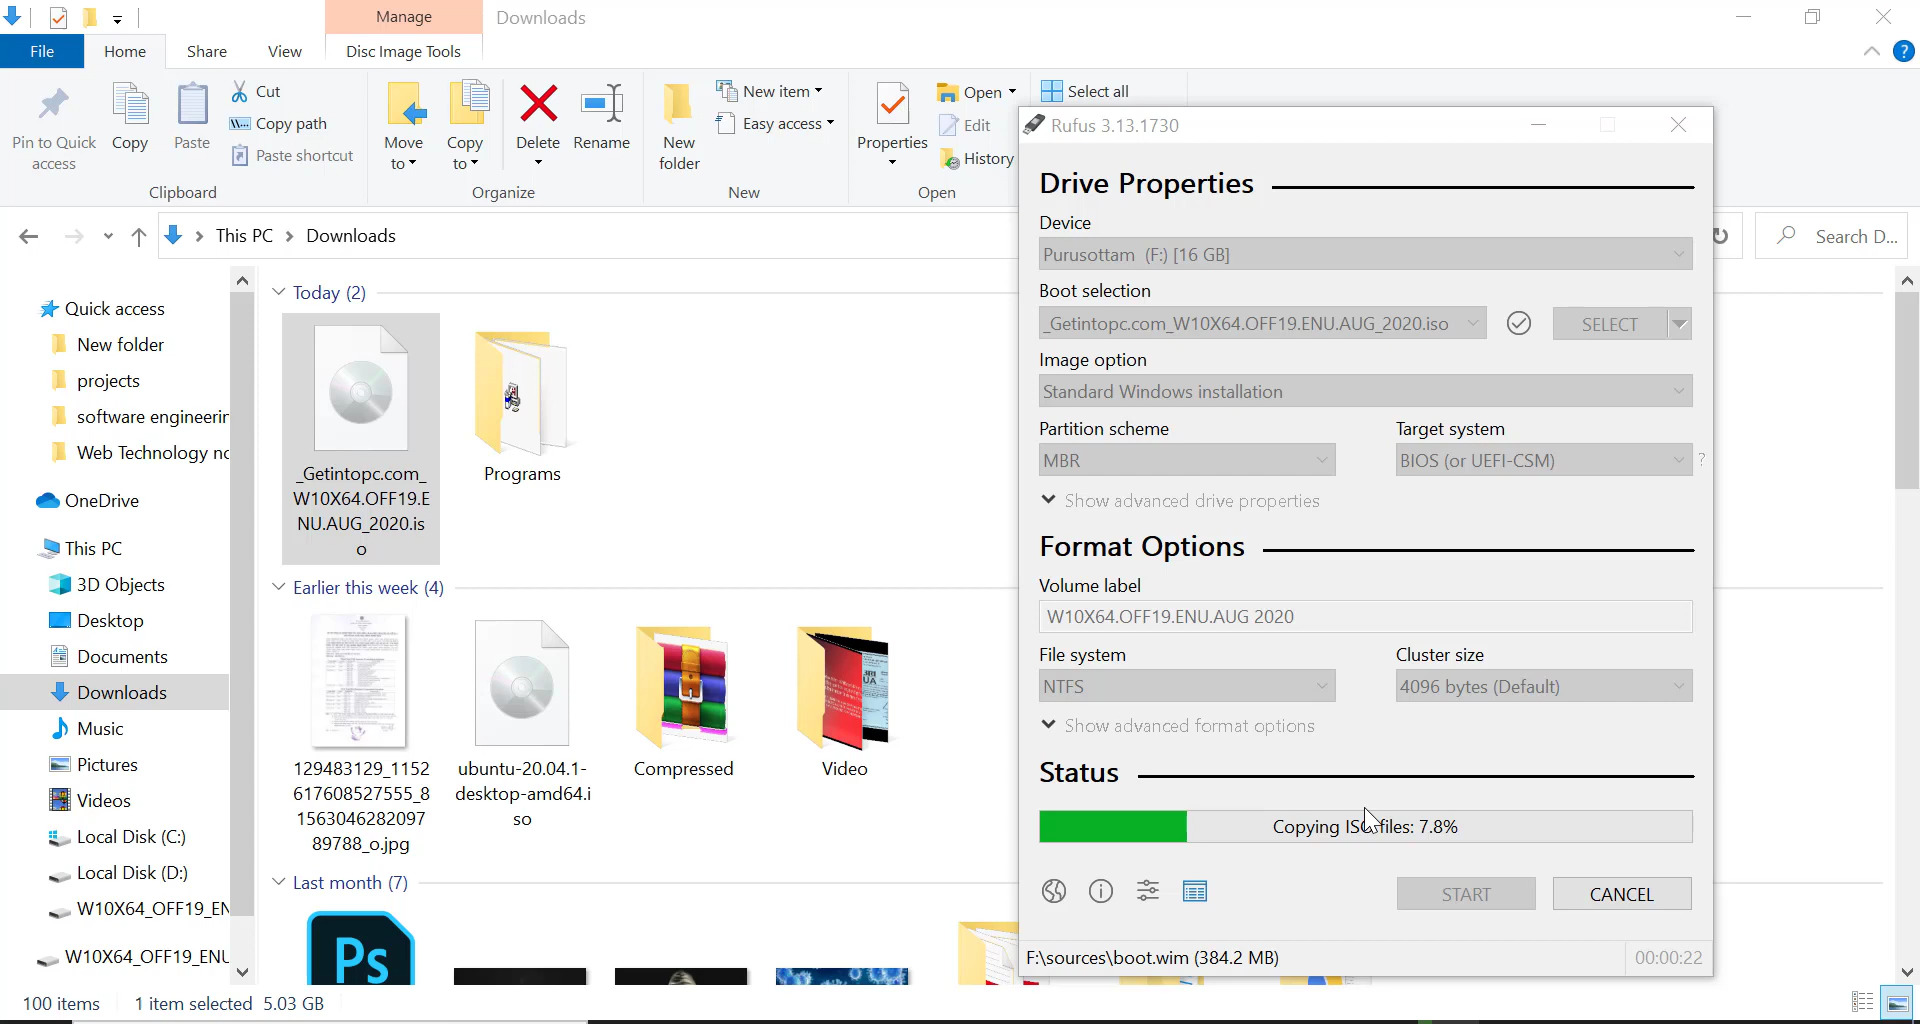 Manage
Downloads
File
Home
Share
View
Disc Image Tools
Pin to Quick
access
Copy
Paste
Cut
Copy path
Paste shortcut
Clipboard
Move
to
Copy
to
Delete
Rename
Organize
New
folder
New item
Easy access
New
Properties
Open
Edit
History
Open
Select all
This PC
Downloads
Search D...
Quick access
New folder
projects
software engineerin
Web Technology no
OneDrive
This PC
3D Objects
Desktop
Documents
Downloads
Music
Pictures
Videos
Local Disk (C:)
Local Disk (D:)
W10X64_OFF19_EN
W10X64_OFF19_ENU
Today (2)
_Getintopc.com_
W10X64.OFF19.E
NU.AUG_2020.is
o
Programs
Earlier this week (4)
129483129_1152
617608527555_8
1563046282097
89788_o.jpg
ubuntu-20.04.1-
desktop-amd64.i
so
Compressed
Video
Last month (7)
Ps
100 items
1 item selected 5.03 GB
Rufus 3.13.1730
Drive Properties
Device
Purusottam (F:) [16 GB]
Boot selection
_Getintopc.com_W10X64.OFF19.ENU.AUG_2020.iso
SELECT
Image option
Standard Windows installation
Partition scheme
Target system
MBR
BIOS (or UEFI-CSM)
?
Show advanced drive properties
Format Options
Volume label
W10X64.OFF19.ENU.AUG 2020
File system
Cluster size
NTFS
4096 bytes (Default)
Show advanced format options
Status
Copying ISO files: 7.8%
START
CANCEL
F:\sources\boot.wim (384.2 MB)
00:00:22